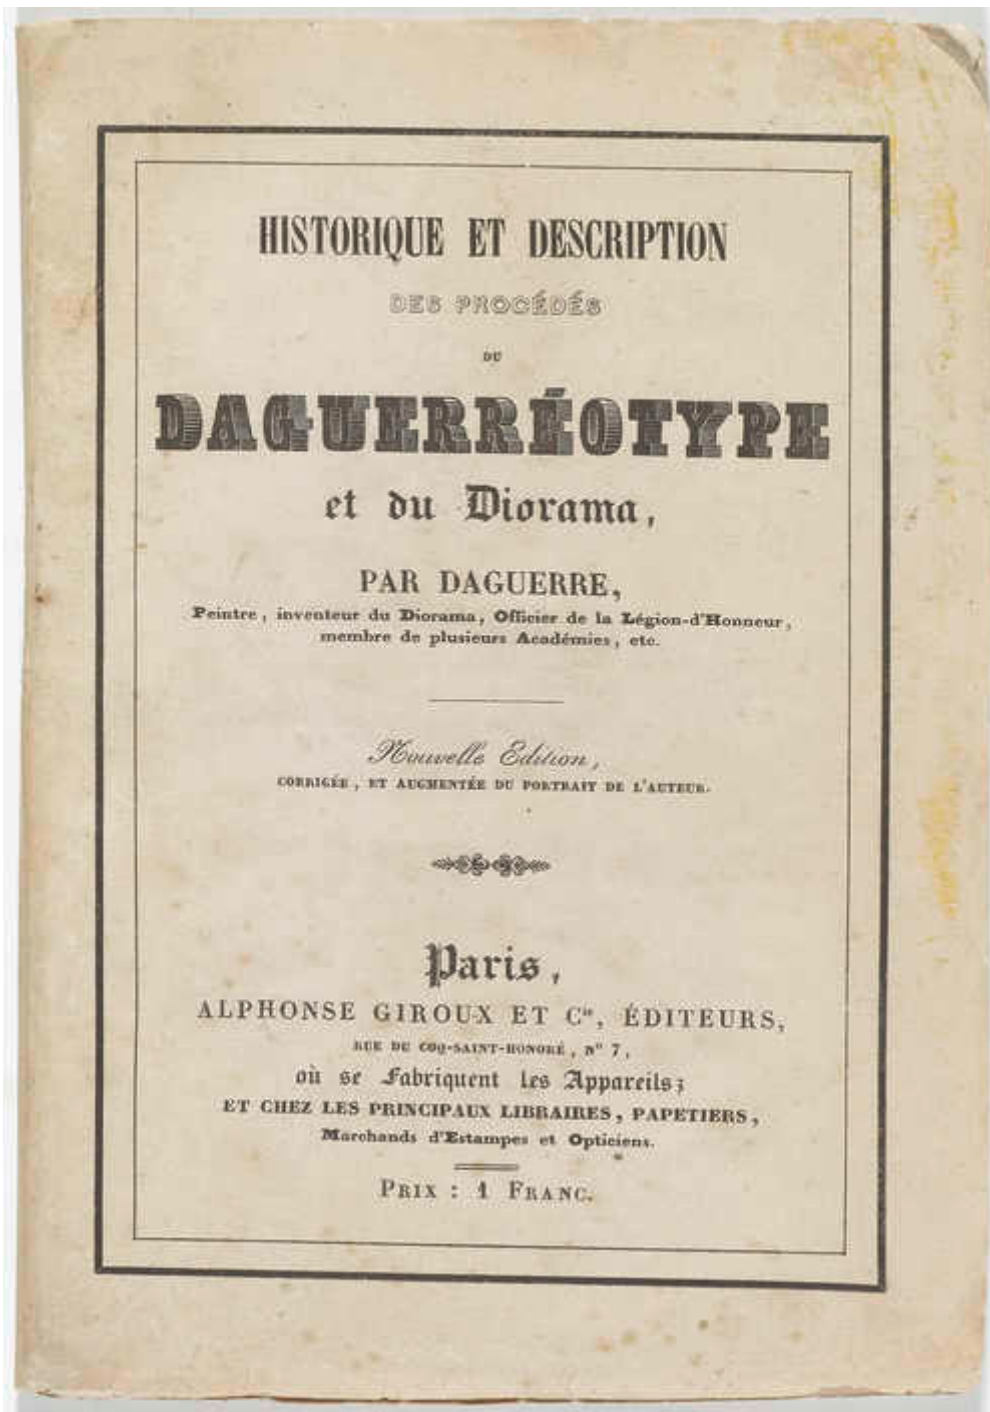 HISTORIQUE ET DESCRIPTION
DES PROCÉDÉS
DU
DAGUERRÉOTYPE
et du Diorama,
PAR DAGUERRE,
Peintre, inventeur du Diorama, Officier de la Légion-d'Honneur,
membre de plusieurs Académies, etc.
Nouvelle Edition,
CORRIGÉE, ET AUGMENTÉE DU PORTRAIT DE L'AUTEUR.
Paris,
ALPHONSE GIROUX ET Cie, ÉDITEURS,
RUE DU COQ-SAINT-HONORÉ, N° 7,
où se Fabriquent les Appareils;
ET CHEZ LES PRINCIPAUX LIBRAIRES, PAPETIERS,
Marchands d'Estampes et Opticiens.
PRIX : 1 FRANC.